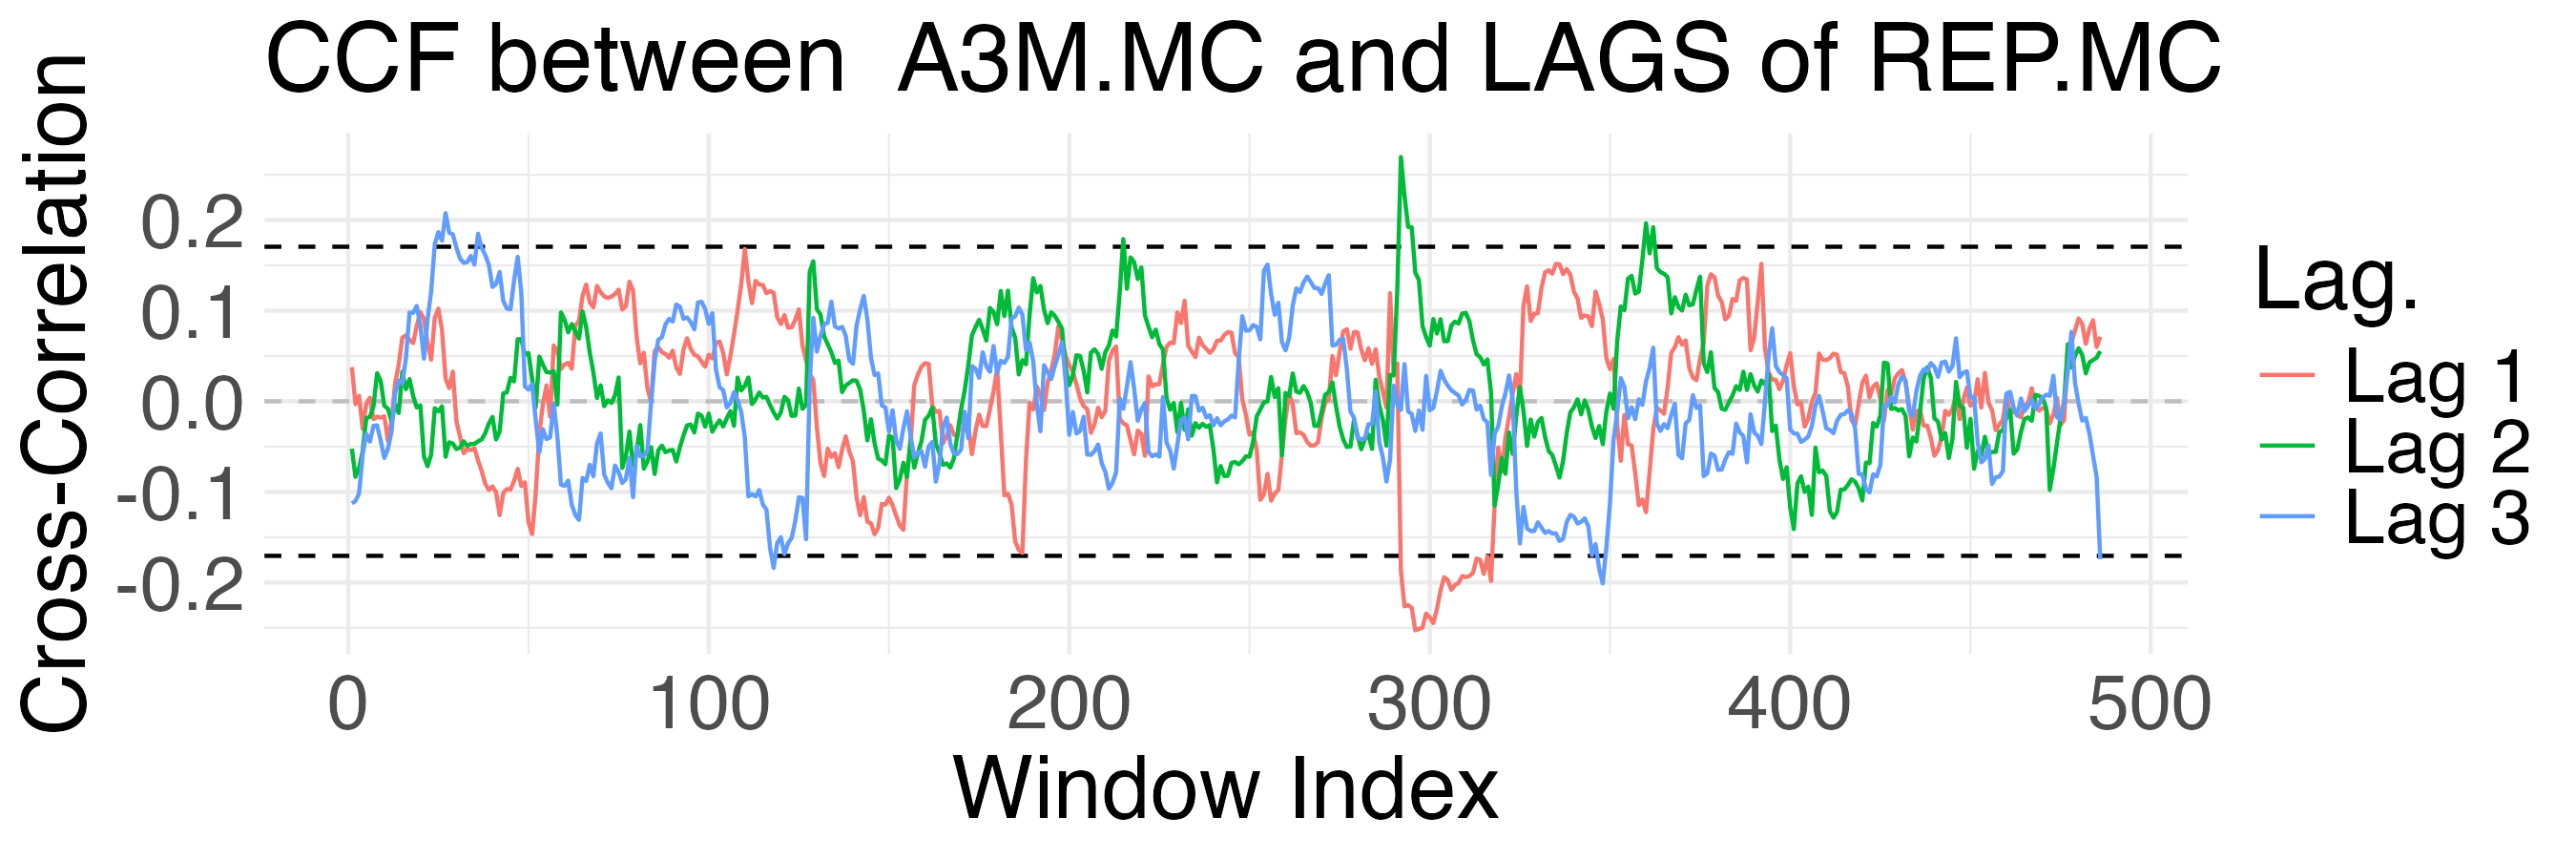 CCF between  A3M.MC and LAGS of REP.MC
Cross-Correlation
0.2
0.1
0.0
-0.1
-0.2
0 100 200 300 400 500
Window Index
Lag.
Lag 1
Lag 2
Lag 3